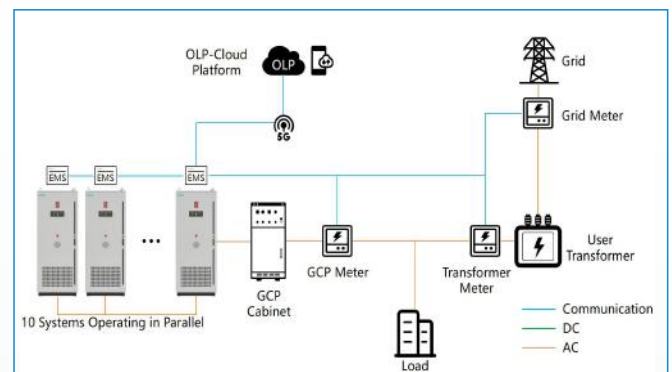 OLP-Cloud
Platform
OLP
5G
Grid
Grid Meter
EMS
EMS
EMS
...
GCP
Cabinet
GCP Meter
Transformer
Meter
User
Transformer
10 Systems Operating in Parallel
Load
Communication
DC
AC